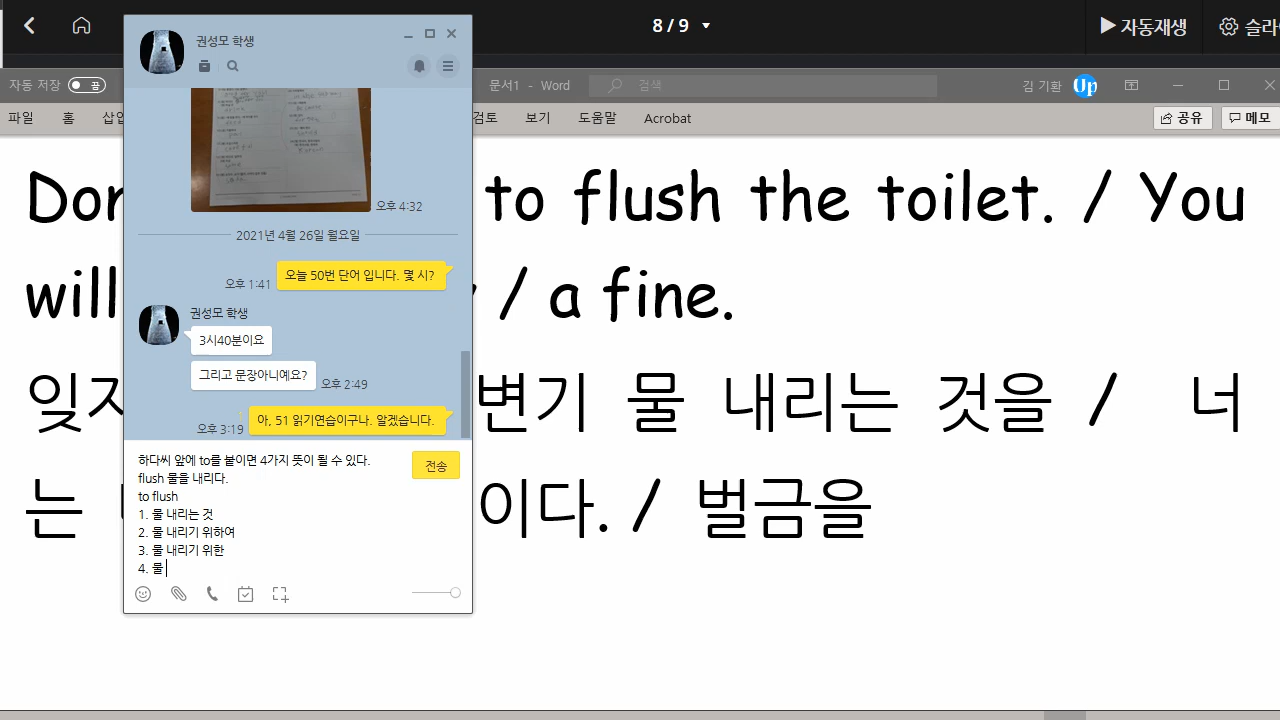 8 / 9
자동재생
슬라
권성모 학생
자동 저장
끔
문서1 - Word
검색
김 기환
Up
파일 홈 삽입 검토 보기 도움말 Acrobat
공유
메모
오후 4:32
2021년 4월 26일 월요일
오후 1:41
오늘 50번 단어 입니다. 몇 시?
권성모 학생
3시40분이요
그리고 문장아니예요?
오후 2:49
오후 3:19
아, 51 읽기연습이구나. 알겠습니다.
하다씨 앞에 to를 붙이면 4가지 뜻이 될 수 있다.
flush 물을 내리다.
to flush
1. 물 내리는 것
2. 물 내리기 위하여
3. 물 내리기 위한
4. 물
전송
Don to flush the toilet. / You
will / a fine.
잊지 변기 물 내리는 것을 / 너
는 이다. / 벌금을